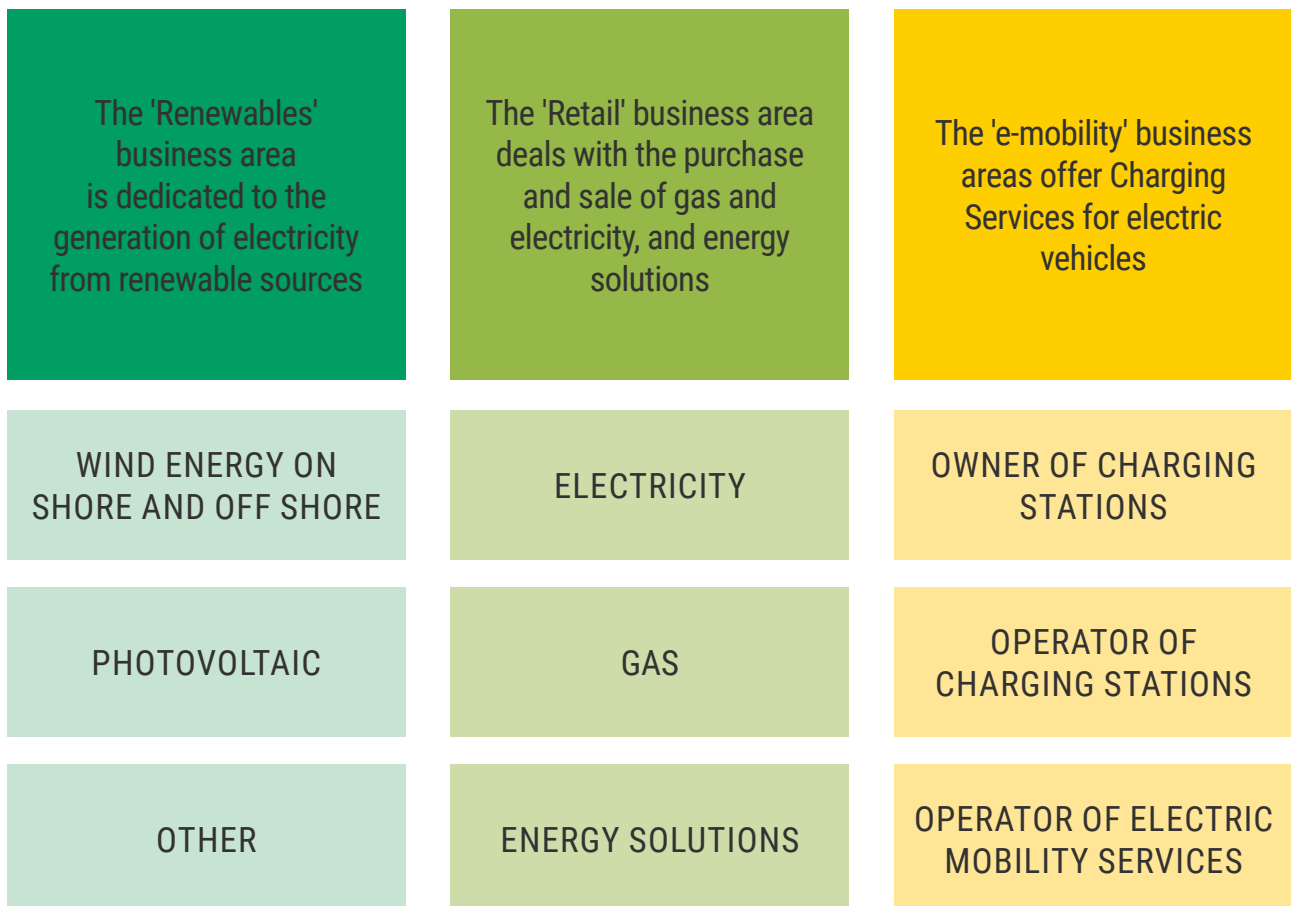 The 'Renewables'
business area
is dedicated to the
generation of electricity
from renewable sources
The 'Retail' business area
deals with the purchase
and sale of gas and
electricity, and energy
solutions
The 'e-mobility' business
areas offer Charging
Services for electric
vehicles
WIND ENERGY ON
SHORE AND OFF SHORE
ELECTRICITY
OWNER OF CHARGING
STATIONS
PHOTOVOLTAIC
GAS
OPERATOR OF
CHARGING STATIONS
OTHER
ENERGY SOLUTIONS
OPERATOR OF ELECTRIC
MOBILITY SERVICES